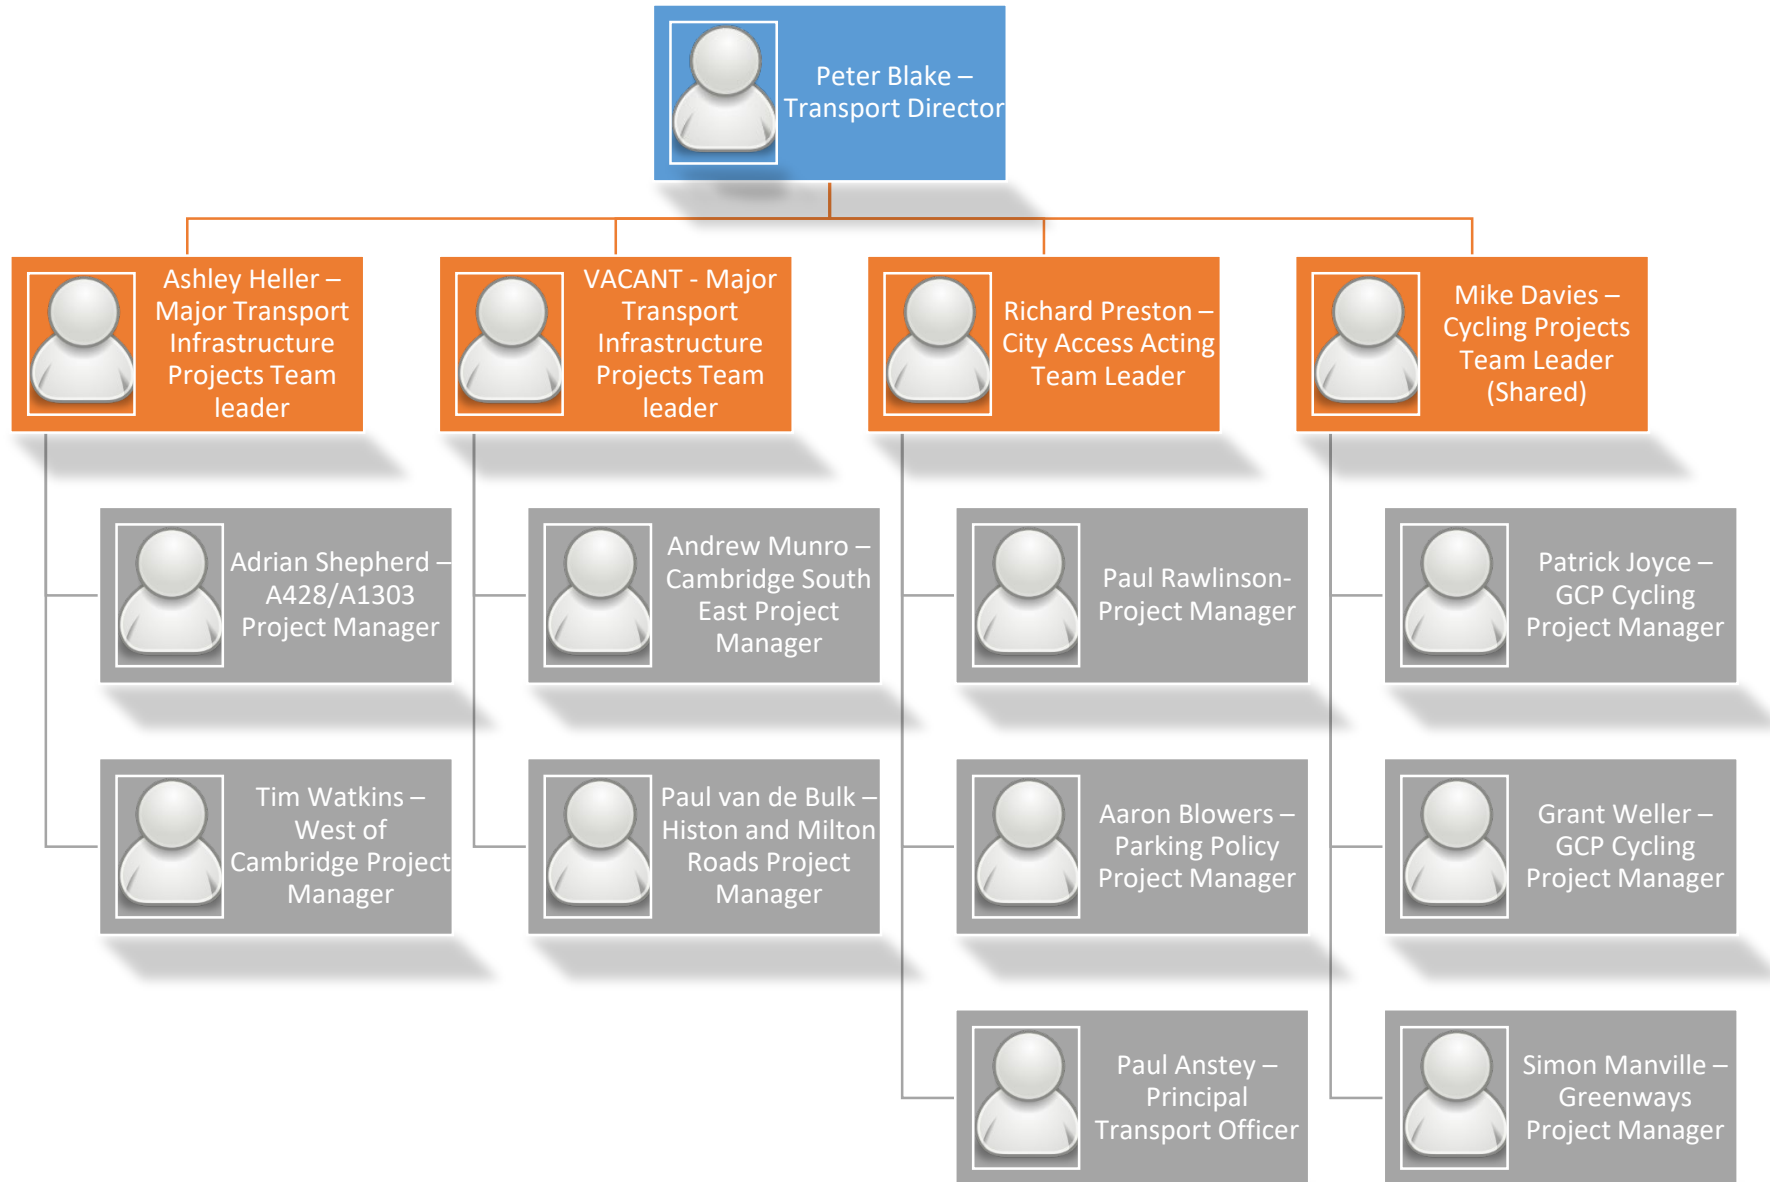 Peter Blake –
Transport Director
Ashley Heller –
Major Transport
Infrastructure
Projects Team
leader
VACANT - Major
Transport
Infrastructure
Projects Team
leader
Richard Preston –
City Access Acting
Team Leader
Mike Davies –
Cycling Projects
Team Leader
(Shared)
Adrian Shepherd –
A428/A1303
Project Manager
Andrew Munro –
Cambridge South
East Project
Manager
Paul Rawlinson-
Project Manager
Patrick Joyce –
GCP Cycling
Project Manager
Tim Watkins –
West of
Cambridge Project
Manager
Paul van de Bulk –
Histon and Milton
Roads Project
Manager
Aaron Blowers –
Parking Policy
Project Manager
Grant Weller –
GCP Cycling
Project Manager
Paul Anstey –
Principal
Transport Officer
Simon Manville –
Greenways
Project Manager